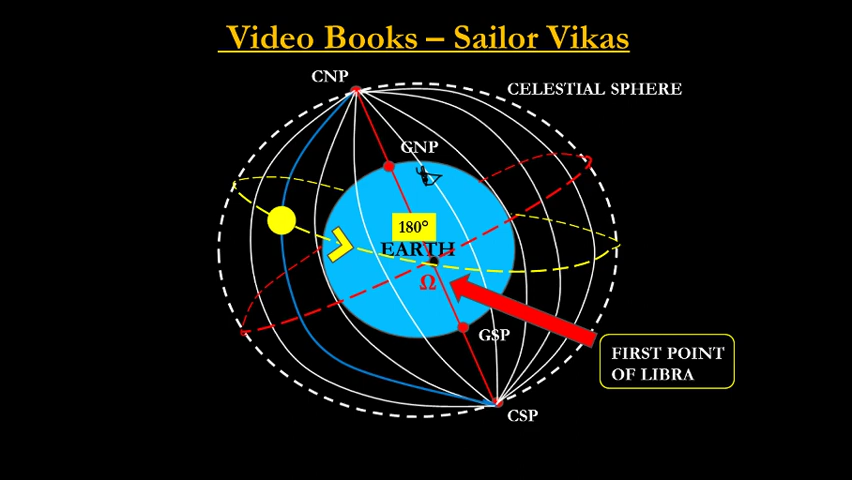 Video Books – Sailor Vikas
CNP
CELESTIAL SPHERE
GNP
180°
EARTH
Ω
GSP
FIRST POINT
OF LIBRA
CSP